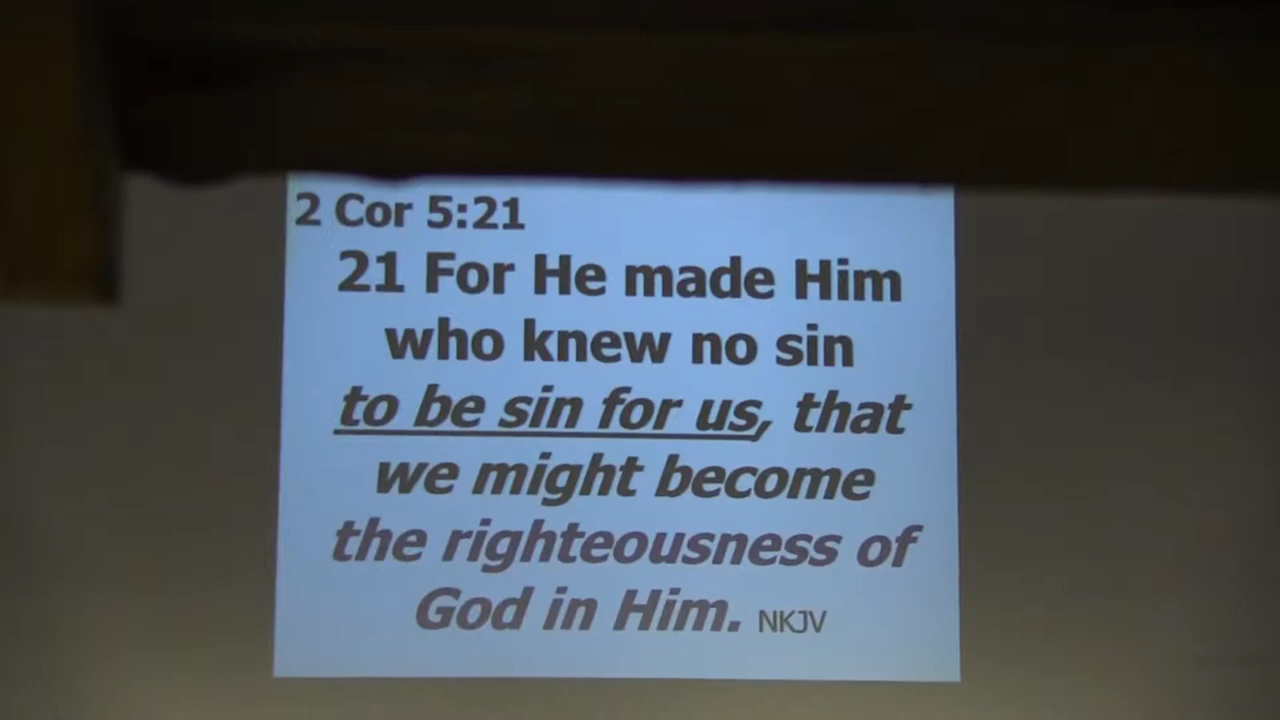 2 Cor 5:21
21 For He made Him
who knew no sin
to be sin for us, that
we might become
the righteousness of
God in Him. NKJV